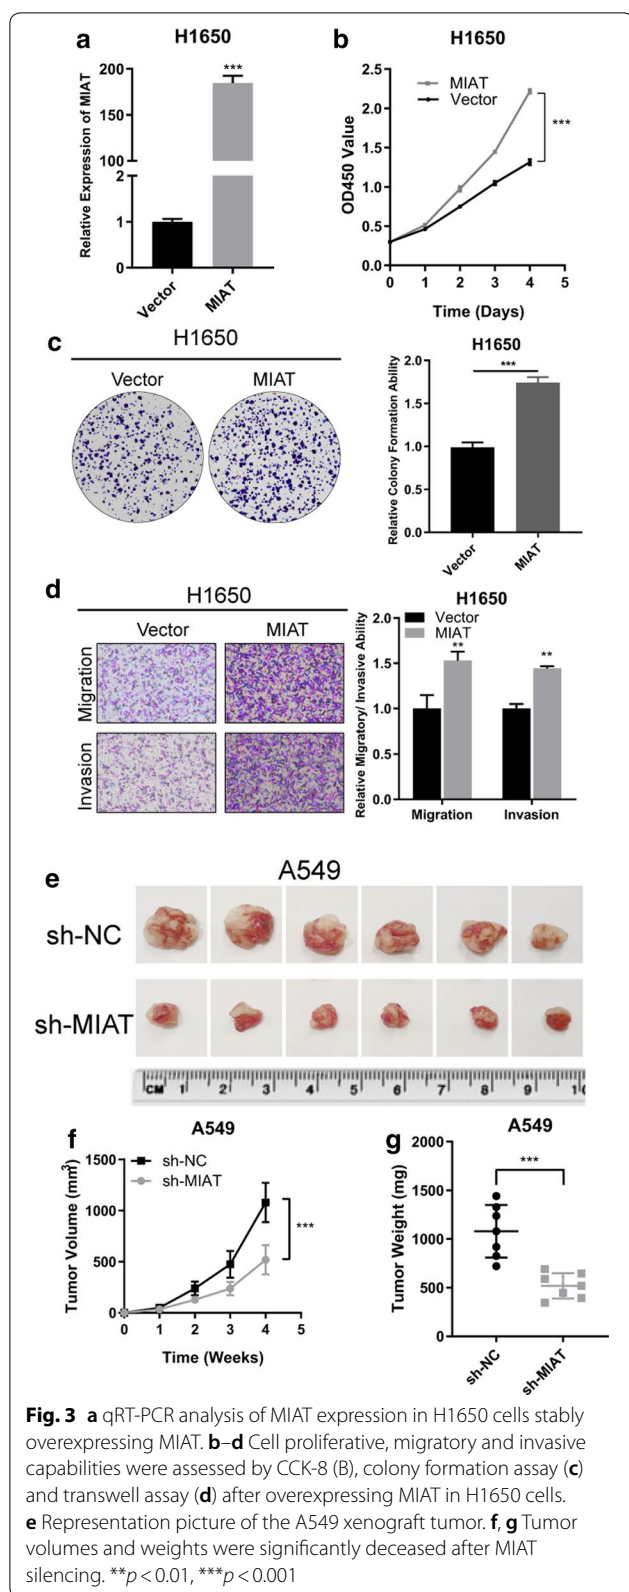 a
H1650
Relative Expression of MIAT
200
150
100
2
1
0
***
Vector
MIAT
b
H1650
OD450 Value
2.5
2.0
1.5
1.0
0.5
0.0
MIAT
Vector
***
0 1 2 3 4 5
Time (Days)
c
H1650
Vector MIAT
H1650
Relative Colony Formation Ability
2.0
1.5
1.0
0.5
0.0
***
Vector
MIAT
d
H1650
Vector MIAT
Migration
Invasion
H1650
Relative Migratory/ Invasive Ability
2.0
1.5
1.0
0.5
0.0
Vector
MIAT
**
**
Migration Invasion
e
A549
sh-NC
sh-MIAT
CM 1 2 3 4 5 6 7 8 9
f
A549
Tumor Volume (mm3)
1500
1000
500
0
sh-NC
sh-MIAT
***
0 1 2 3 4 5
Time (Weeks)
g
A549
Tumor Weight (mg)
2000
1500
1000
500
0
***
sh-NC
sh-MIAT
Fig. 3 a qRT-PCR analysis of MIAT expression in H1650 cells stably
overexpressing MIAT. b–d Cell proliferative, migratory and invasive
capabilities were assessed by CCK-8 (B), colony formation assay (c)
and transwell assay (d) after overexpressing MIAT in H1650 cells.
e Representation picture of the A549 xenograft tumor. f, g Tumor
volumes and weights were significantly deceased after MIAT
silencing. **p < 0.01, ***p < 0.001